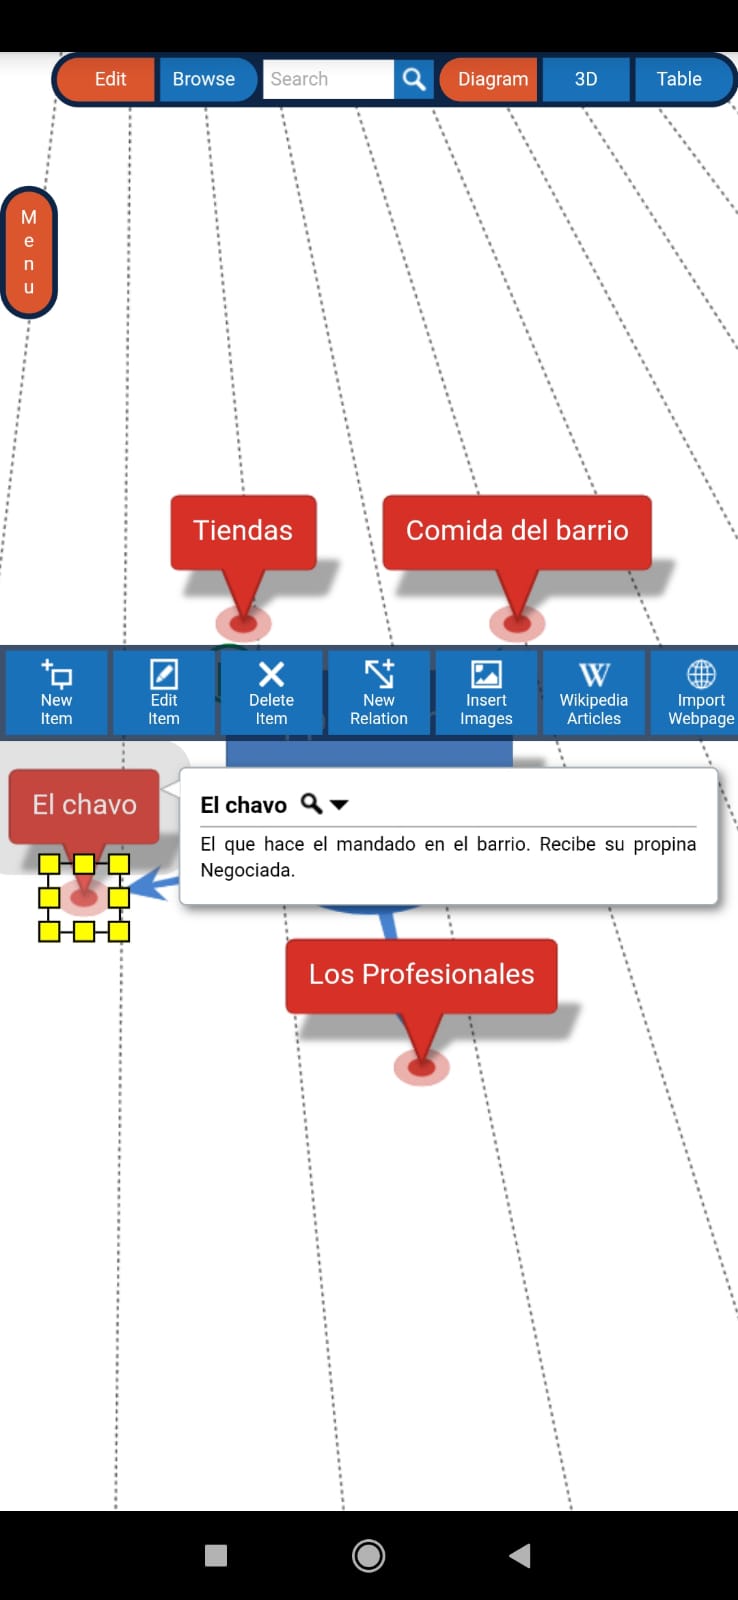 Edit
Browse
Search
Diagram
3D
Table
Menu
Tiendas
Comida del barrio
New Item
Edit Item
Delete Item
New Relation
Insert Images
Wikipedia Articles
Import Webpage
El chavo
El chavo
El que hace el mandado en el barrio. Recibe su propina
Negociada.
Los Profesionales